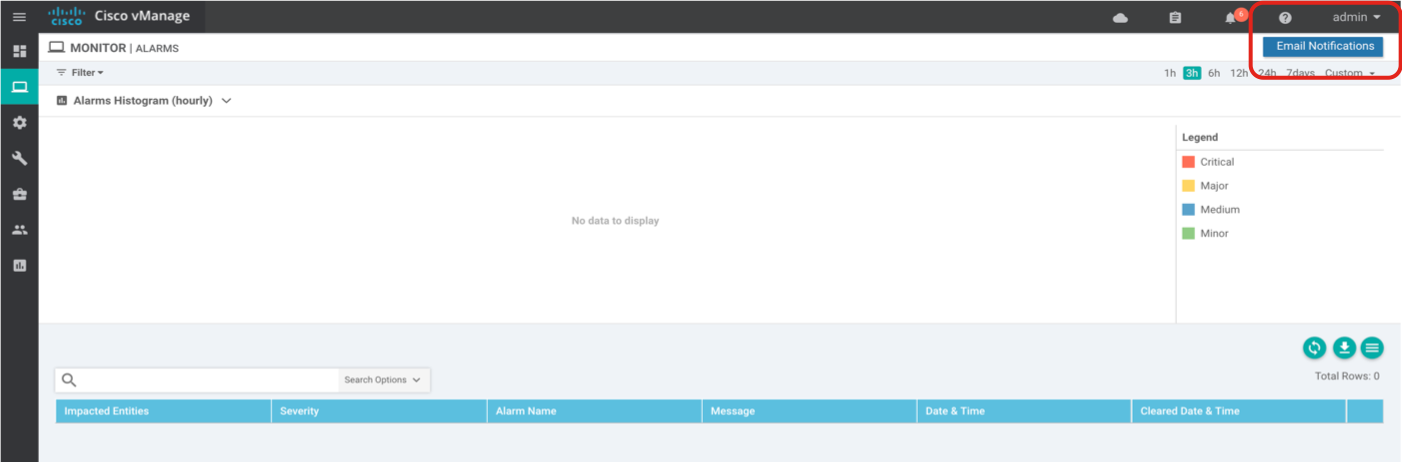 cisco Cisco vManage 6 admin
MONITOR | ALARMS Email Notifications
Filter 1h 3h 6h 12h 24h 7days Custom
Alarms Histogram (hourly)
Legend
Critical
Major
No data to display
Medium
Minor
Search Options Total Rows: 0
Impacted Entities Severity Alarm Name Message Date & Time Cleared Date & Time